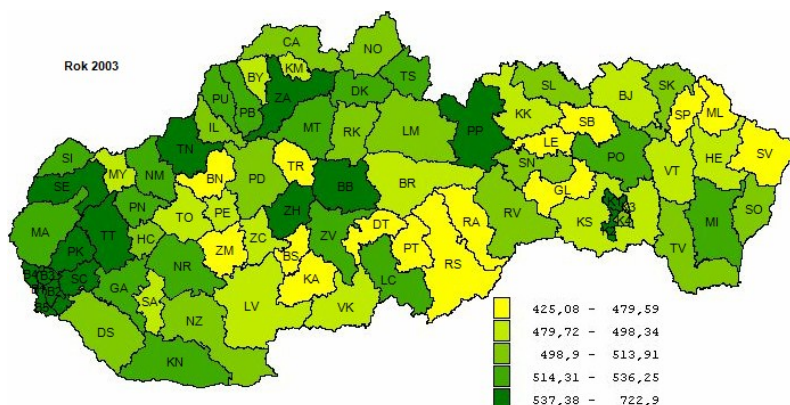 Rok 2003
CA
NO
BY
KM
TS
PU
PB
ZA
DK
IL
MT
RK
LM
PP
KK
SL
BJ
SK
SP
ML
SB
LE
SN
PO
SV
HE
VT
GL
SI
SE
MY
NM
TN
BN
PD
TR
BB
BR
MA
TT
PN
TO
PE
ZH
PK
HC
ZM
ZC
BS
ZV
DT
PT
RA
RV
KS
MI
SO
TV
SC
GA
NR
SA
KA
LC
RS
DS
NZ
LV
VK
KN
425,08 - 479,59
479,72 - 498,34
498,9 - 513,91
514,31 - 536,25
537,38 - 722,9